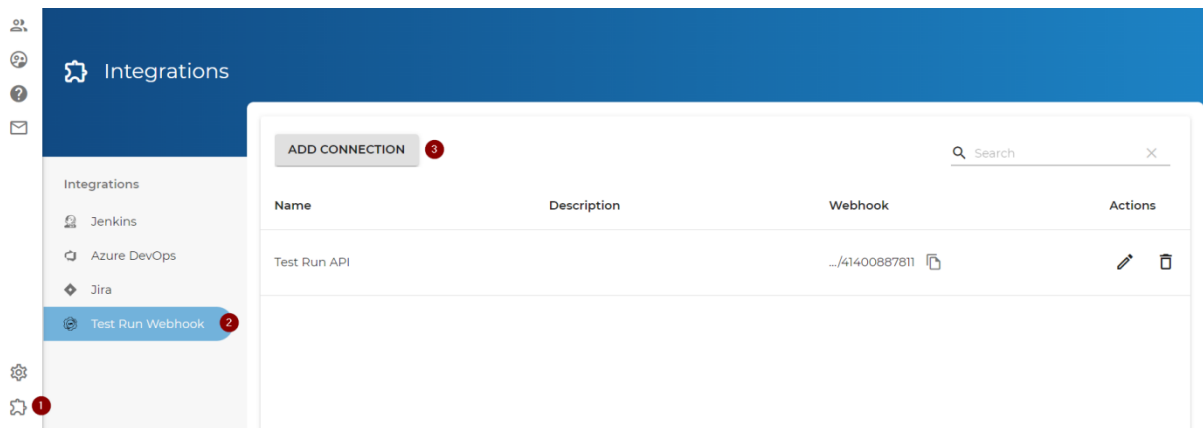 Integrations
ADD CONNECTION 3
Search
Integrations
Jenkins
Azure DevOps
Jira
Test Run Webhook 2
1
Name Description Webhook Actions
Test Run API .../41400887811